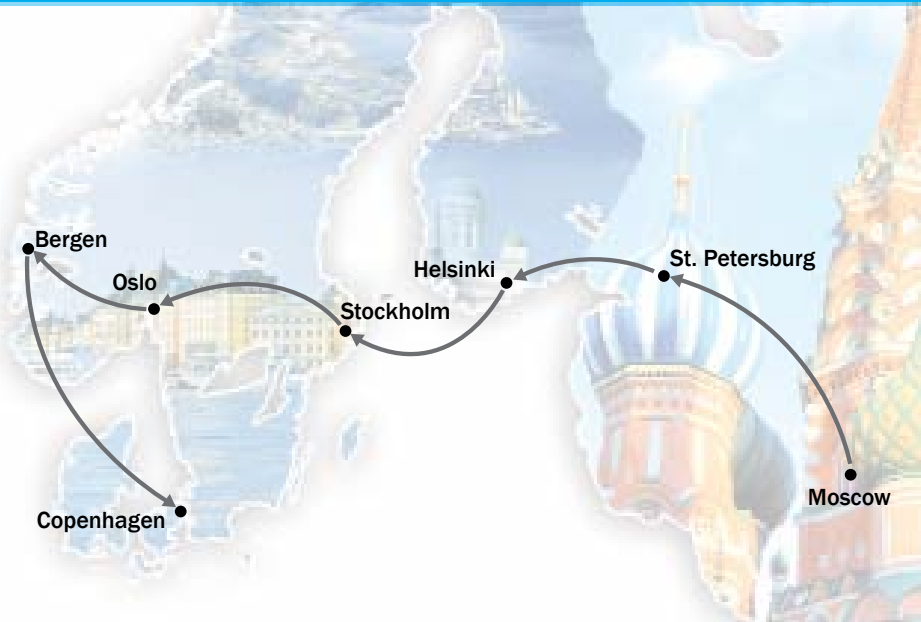 Bergen
Oslo
Helsinki
St. Petersburg
Stockholm
Moscow
Copenhagen